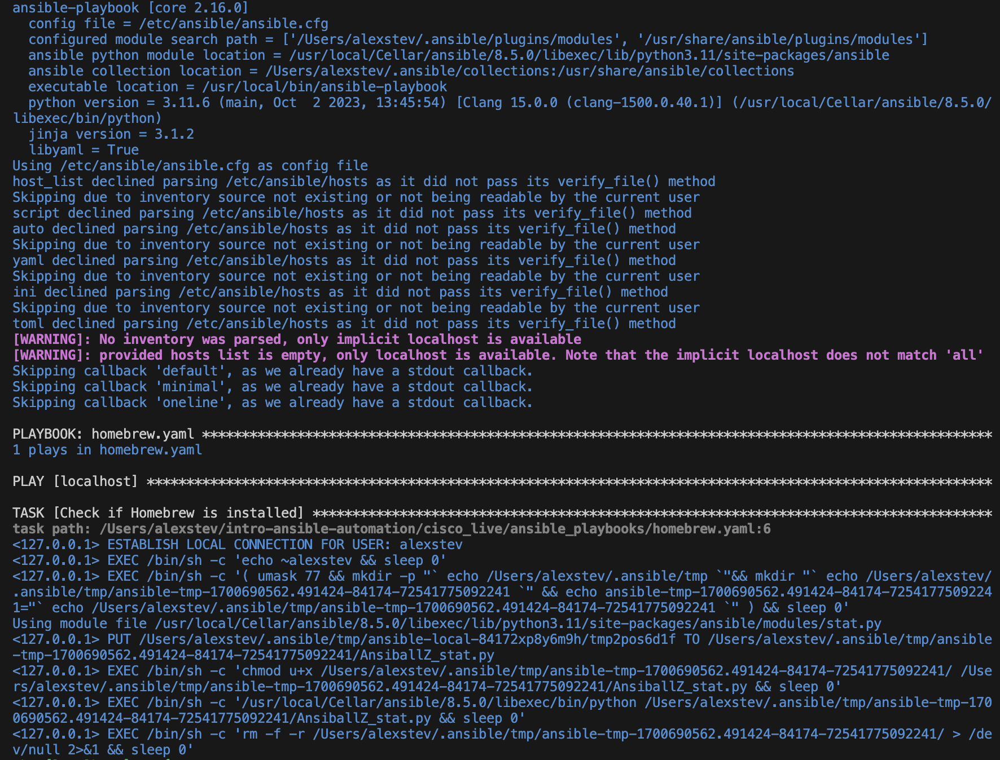 ansible-playbook [core 2.16.0]
  config file = /etc/ansible/ansible.cfg
  configured module search path = ['/Users/alexstev/.ansible/plugins/modules', '/usr/share/ansible/plugins/modules']
  ansible python module location = /usr/local/Cellar/ansible/8.5.0/libexec/lib/python3.11/site-packages/ansible
  ansible collection location = /Users/alexstev/.ansible/collections:/usr/share/ansible/collections
  executable location = /usr/local/bin/ansible-playbook
  python version = 3.11.6 (main, Oct  2 2023, 13:45:54) [Clang 15.0.0 (clang-1500.0.40.1)] (/usr/local/Cellar/ansible/8.5.0/
libexec/bin/python)
  jinja version = 3.1.2
  libyaml = True
Using /etc/ansible/ansible.cfg as config file
host_list declined parsing /etc/ansible/hosts as it did not pass its verify_file() method
Skipping due to inventory source not existing or not being readable by the current user
script declined parsing /etc/ansible/hosts as it did not pass its verify_file() method
auto declined parsing /etc/ansible/hosts as it did not pass its verify_file() method
Skipping due to inventory source not existing or not being readable by the current user
yaml declined parsing /etc/ansible/hosts as it did not pass its verify_file() method
Skipping due to inventory source not existing or not being readable by the current user
ini declined parsing /etc/ansible/hosts as it did not pass its verify_file() method
Skipping due to inventory source not existing or not being readable by the current user
toml declined parsing /etc/ansible/hosts as it did not pass its verify_file() method
[WARNING]: No inventory was parsed, only implicit localhost is available
[WARNING]: provided hosts list is empty, only localhost is available. Note that the implicit localhost does not match 'all'
Skipping callback 'default', as we already have a stdout callback.
Skipping callback 'minimal', as we already have a stdout callback.
Skipping callback 'oneline', as we already have a stdout callback.
PLAYBOOK: homebrew.yaml ****************************************************************************************************
1 plays in homebrew.yaml
PLAY [localhost] ***********************************************************************************************************
TASK [Check if Homebrew is installed] **************************************************************************************
task path: /Users/alexstev/intro-ansible-automation/cisco_live/ansible_playbooks/homebrew.yaml:6
<127.0.0.1> ESTABLISH LOCAL CONNECTION FOR USER: alexstev
<127.0.0.1> EXEC /bin/sh -c 'echo ~alexstev && sleep 0'
<127.0.0.1> EXEC /bin/sh -c '( umask 77 && mkdir -p "` echo /Users/alexstev/.ansible/tmp `"&& mkdir "` echo /Users/alexstev/
.ansible/tmp/ansible-tmp-1700690562.491424-84174-72541775092241 `" && echo ansible-tmp-1700690562.491424-84174-7254177509224
1="` echo /Users/alexstev/.ansible/tmp/ansible-tmp-1700690562.491424-84174-72541775092241 `" ) && sleep 0'
Using module file /usr/local/Cellar/ansible/8.5.0/libexec/lib/python3.11/site-packages/ansible/modules/stat.py
<127.0.0.1> PUT /Users/alexstev/.ansible/tmp/ansible-local-84172xp8y6m9h/tmp2pos6d1f TO /Users/alexstev/.ansible/tmp/ansible
-tmp-1700690562.491424-84174-72541775092241/AnsiballZ_stat.py
<127.0.0.1> EXEC /bin/sh -c 'chmod u+x /Users/alexstev/.ansible/tmp/ansible-tmp-1700690562.491424-84174-72541775092241/ /Use
rs/alexstev/.ansible/tmp/ansible-tmp-1700690562.491424-84174-72541775092241/AnsiballZ_stat.py && sleep 0'
<127.0.0.1> EXEC /bin/sh -c '/usr/local/Cellar/ansible/8.5.0/libexec/bin/python /Users/alexstev/.ansible/tmp/ansible-tmp-170
0690562.491424-84174-72541775092241/AnsiballZ_stat.py && sleep 0'
<127.0.0.1> EXEC /bin/sh -c 'rm -f -r /Users/alexstev/.ansible/tmp/ansible-tmp-1700690562.491424-84174-72541775092241/ > /de
v/null 2>&1 && sleep 0'